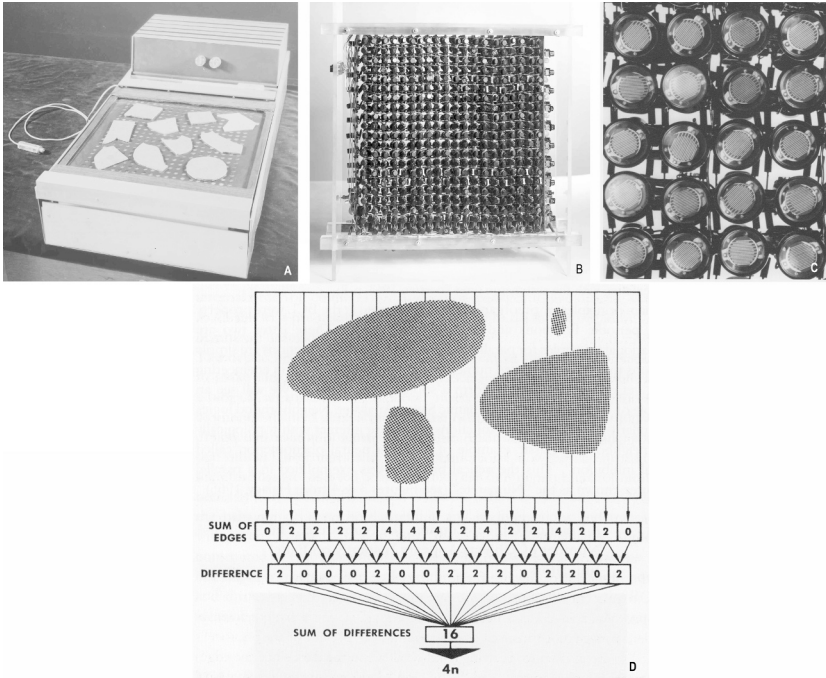 A
B
C
SUM OF
EDGES
0 2 2 2 2 4 4 4 2 4 2 2 4 2 2 0
DIFFERENCE
2 0 0 0 2 0 0 2 2 2 0 2 2 0 2
SUM OF DIFFERENCES
16
4n
D